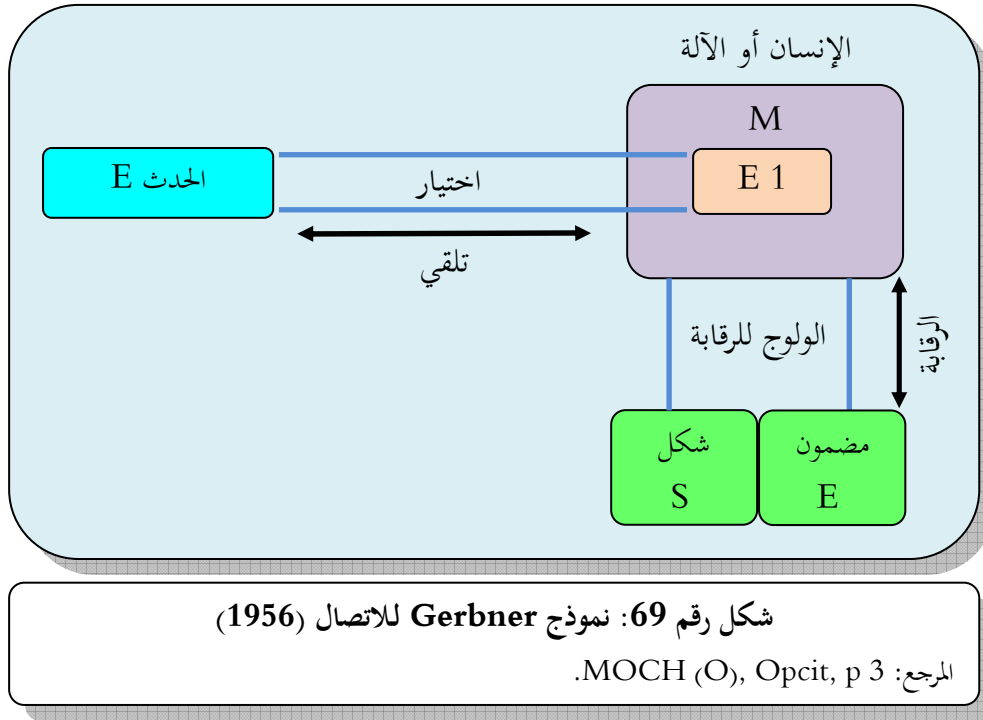 الإنسان أو الآلة
M
E 1
الحدث E
اختيار
تلقي
الولوج للرقابة
الرقابة
شكل
S
مضمون
E
شكل رقم 69: نموذج Gerbner للاتصال (1956)
المرجع: MOCH (O), Opcit, p 3.